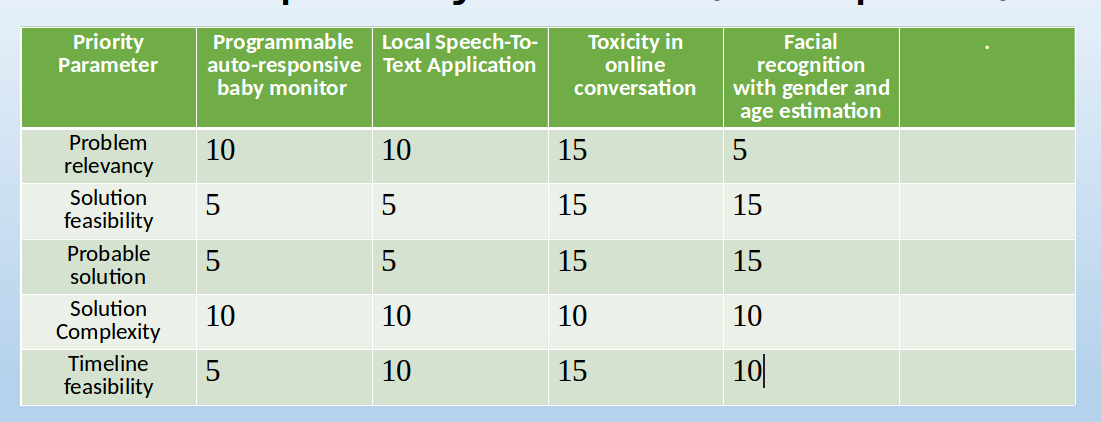 Priority Parameter | Programmable auto-responsive baby monitor | Local Speech-To-Text Application | Toxicity in online conversation | Facial recognition with gender and age estimation | .
Problem relevancy | 10 | 10 | 15 | 5
Solution feasibility | 5 | 5 | 15 | 15
Probable solution | 5 | 5 | 15 | 15
Solution Complexity | 10 | 10 | 10 | 10
Timeline feasibility | 5 | 10 | 15 | 10